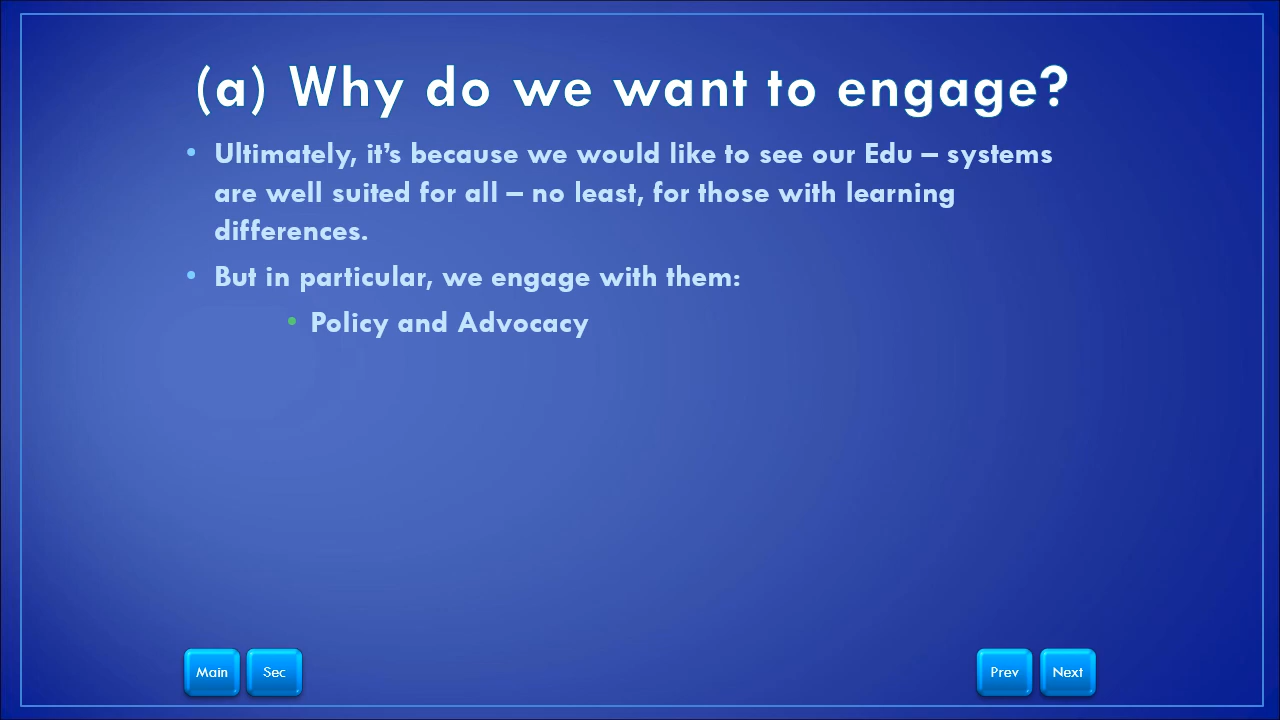 (a) Why do we want to engage?
• Ultimately, it’s because we would like to see our Edu – systems
are well suited for all – no least, for those with learning
differences.
• But in particular, we engage with them:
• Policy and Advocacy
Main Sec Prev Next